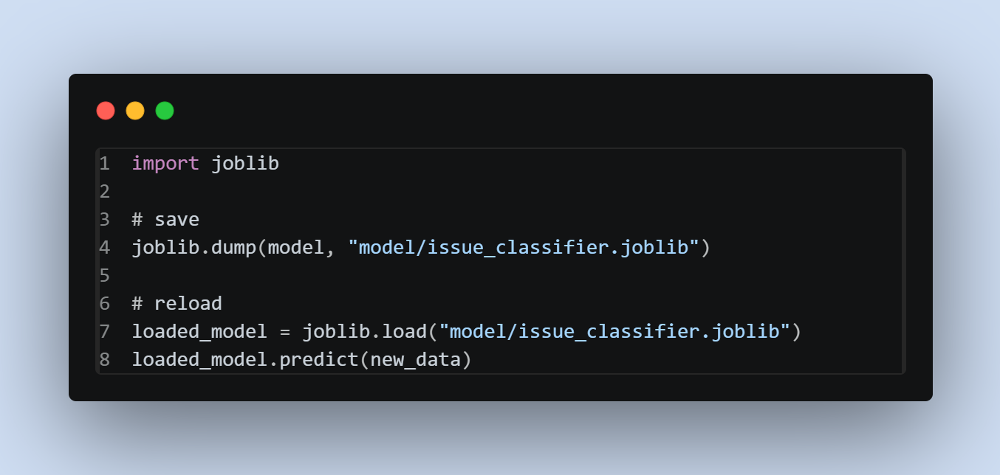 1 import joblib
2
3 # save
4 joblib.dump(model, "model/issue_classifier.joblib")
5
6 # reload
7 loaded_model = joblib.load("model/issue_classifier.joblib")
8 loaded_model.predict(new_data)